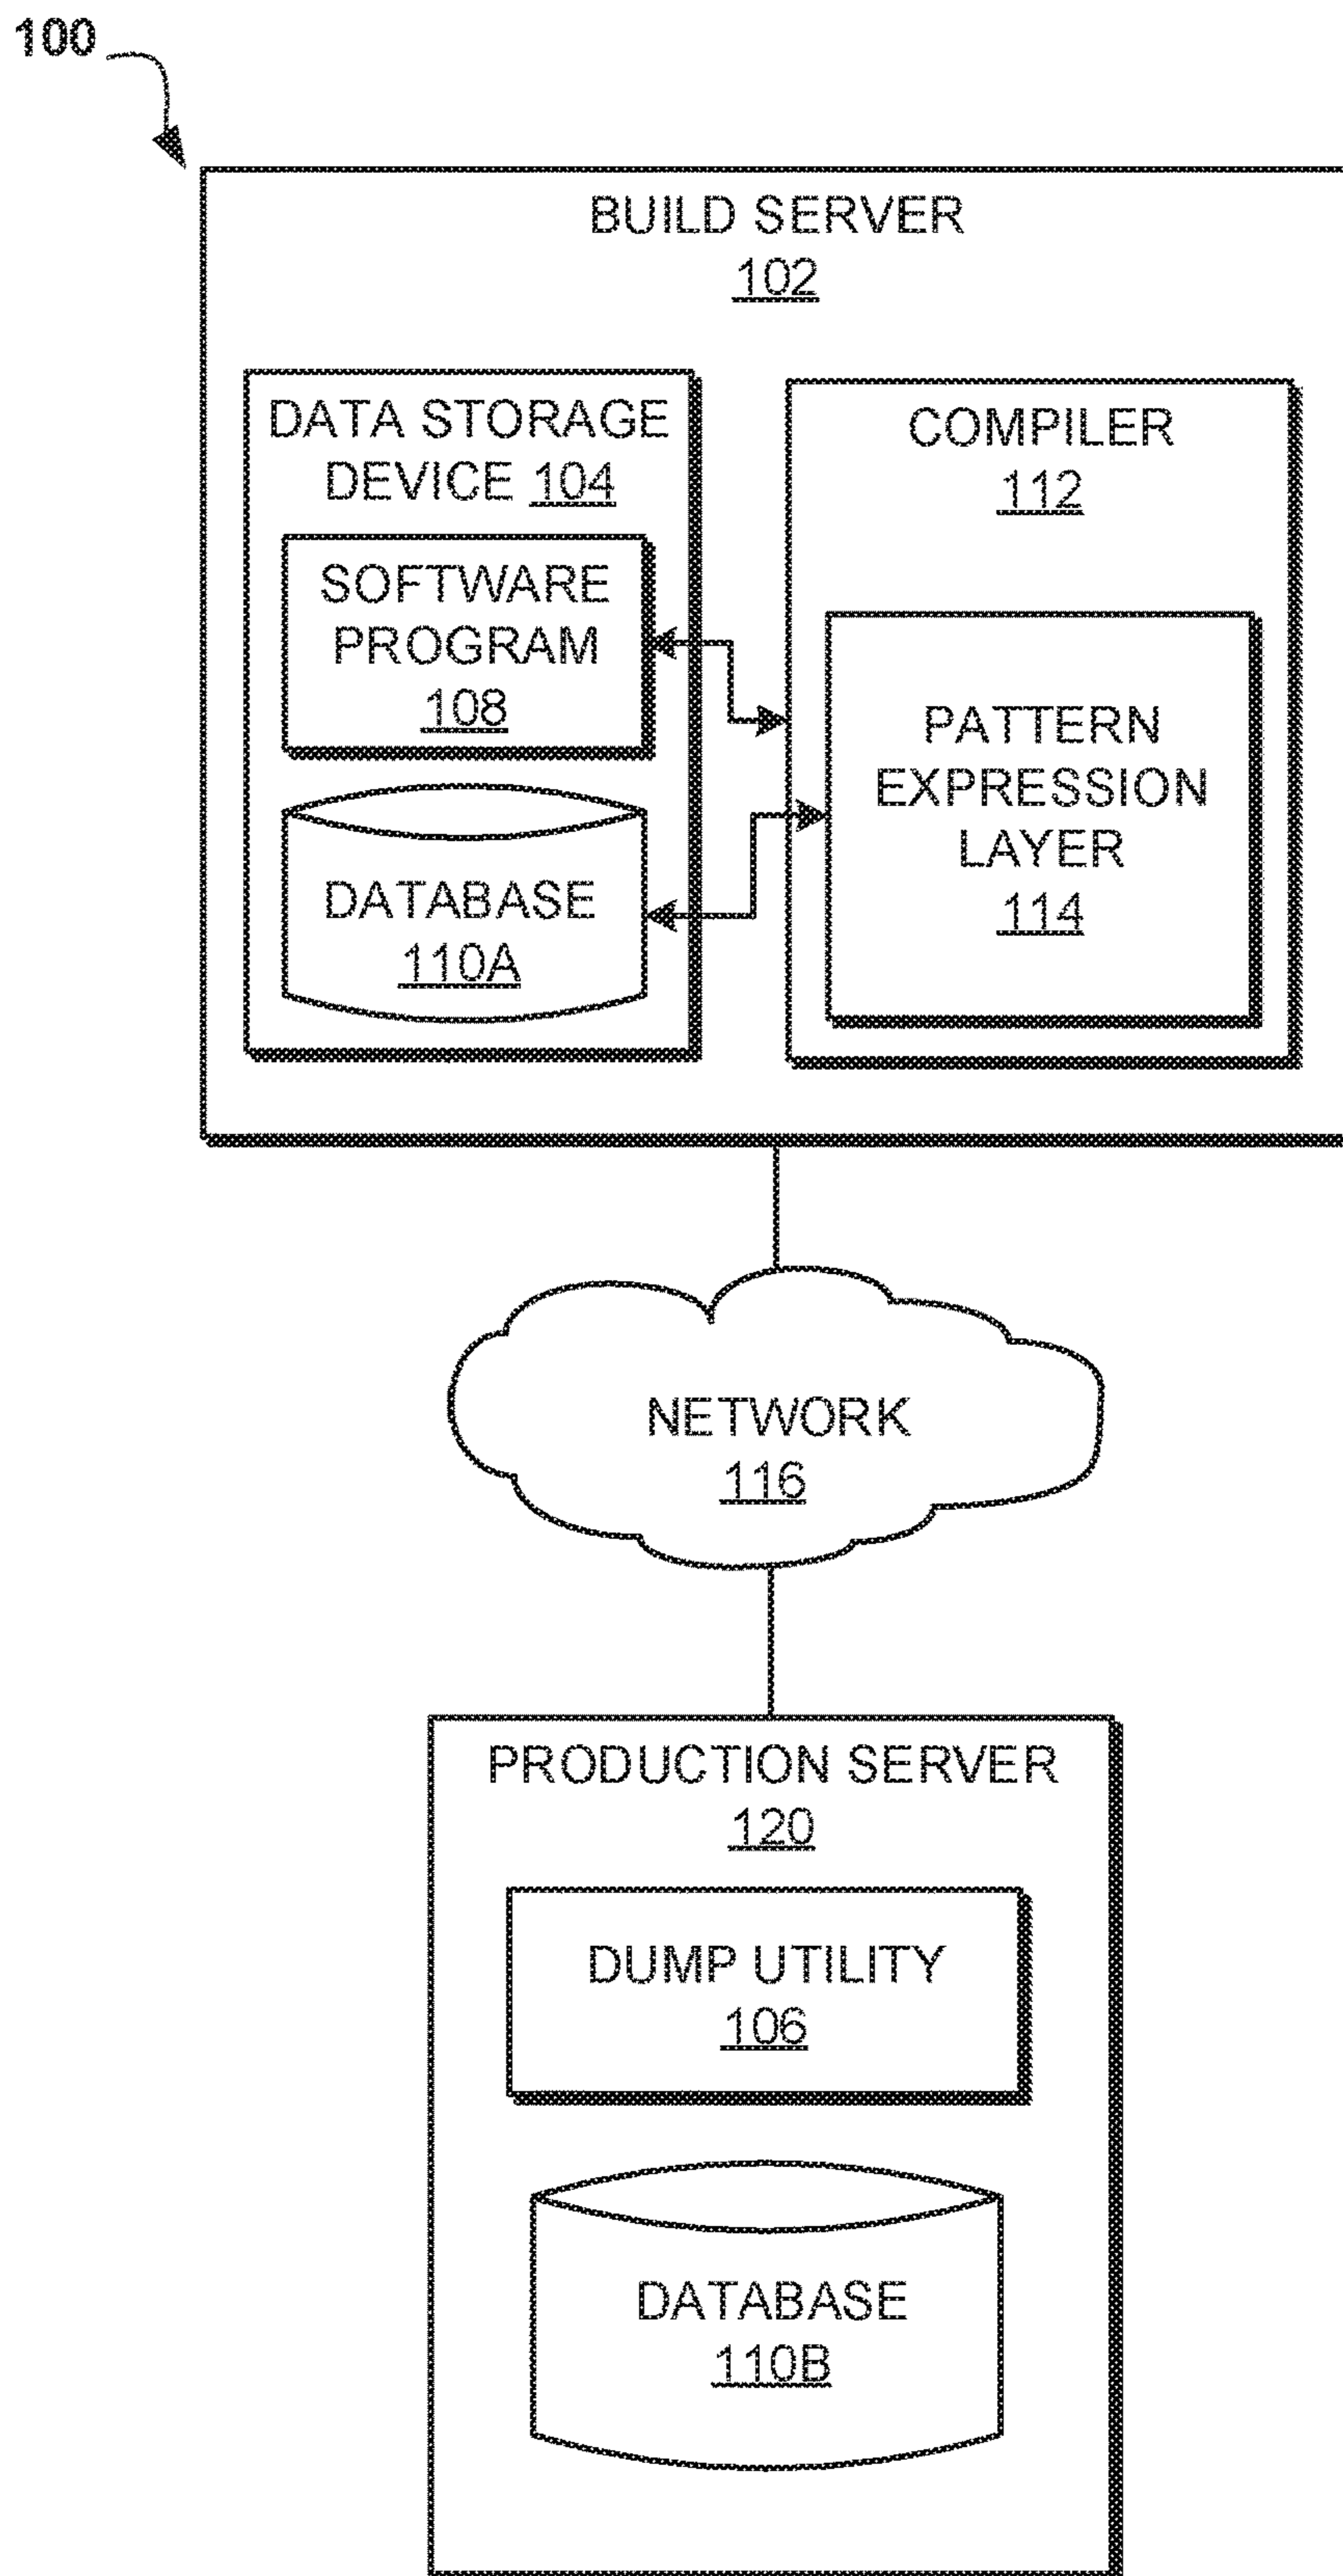 100
BUILD SERVER
102
DATA STORAGE
DEVICE 104
SOFTWARE
PROGRAM
108
DATABASE
110A
COMPILER
112
PATTERN
EXPRESSION
LAYER
114
NETWORK
116
PRODUCTION SERVER
120
DUMP UTILITY
106
DATABASE
110B